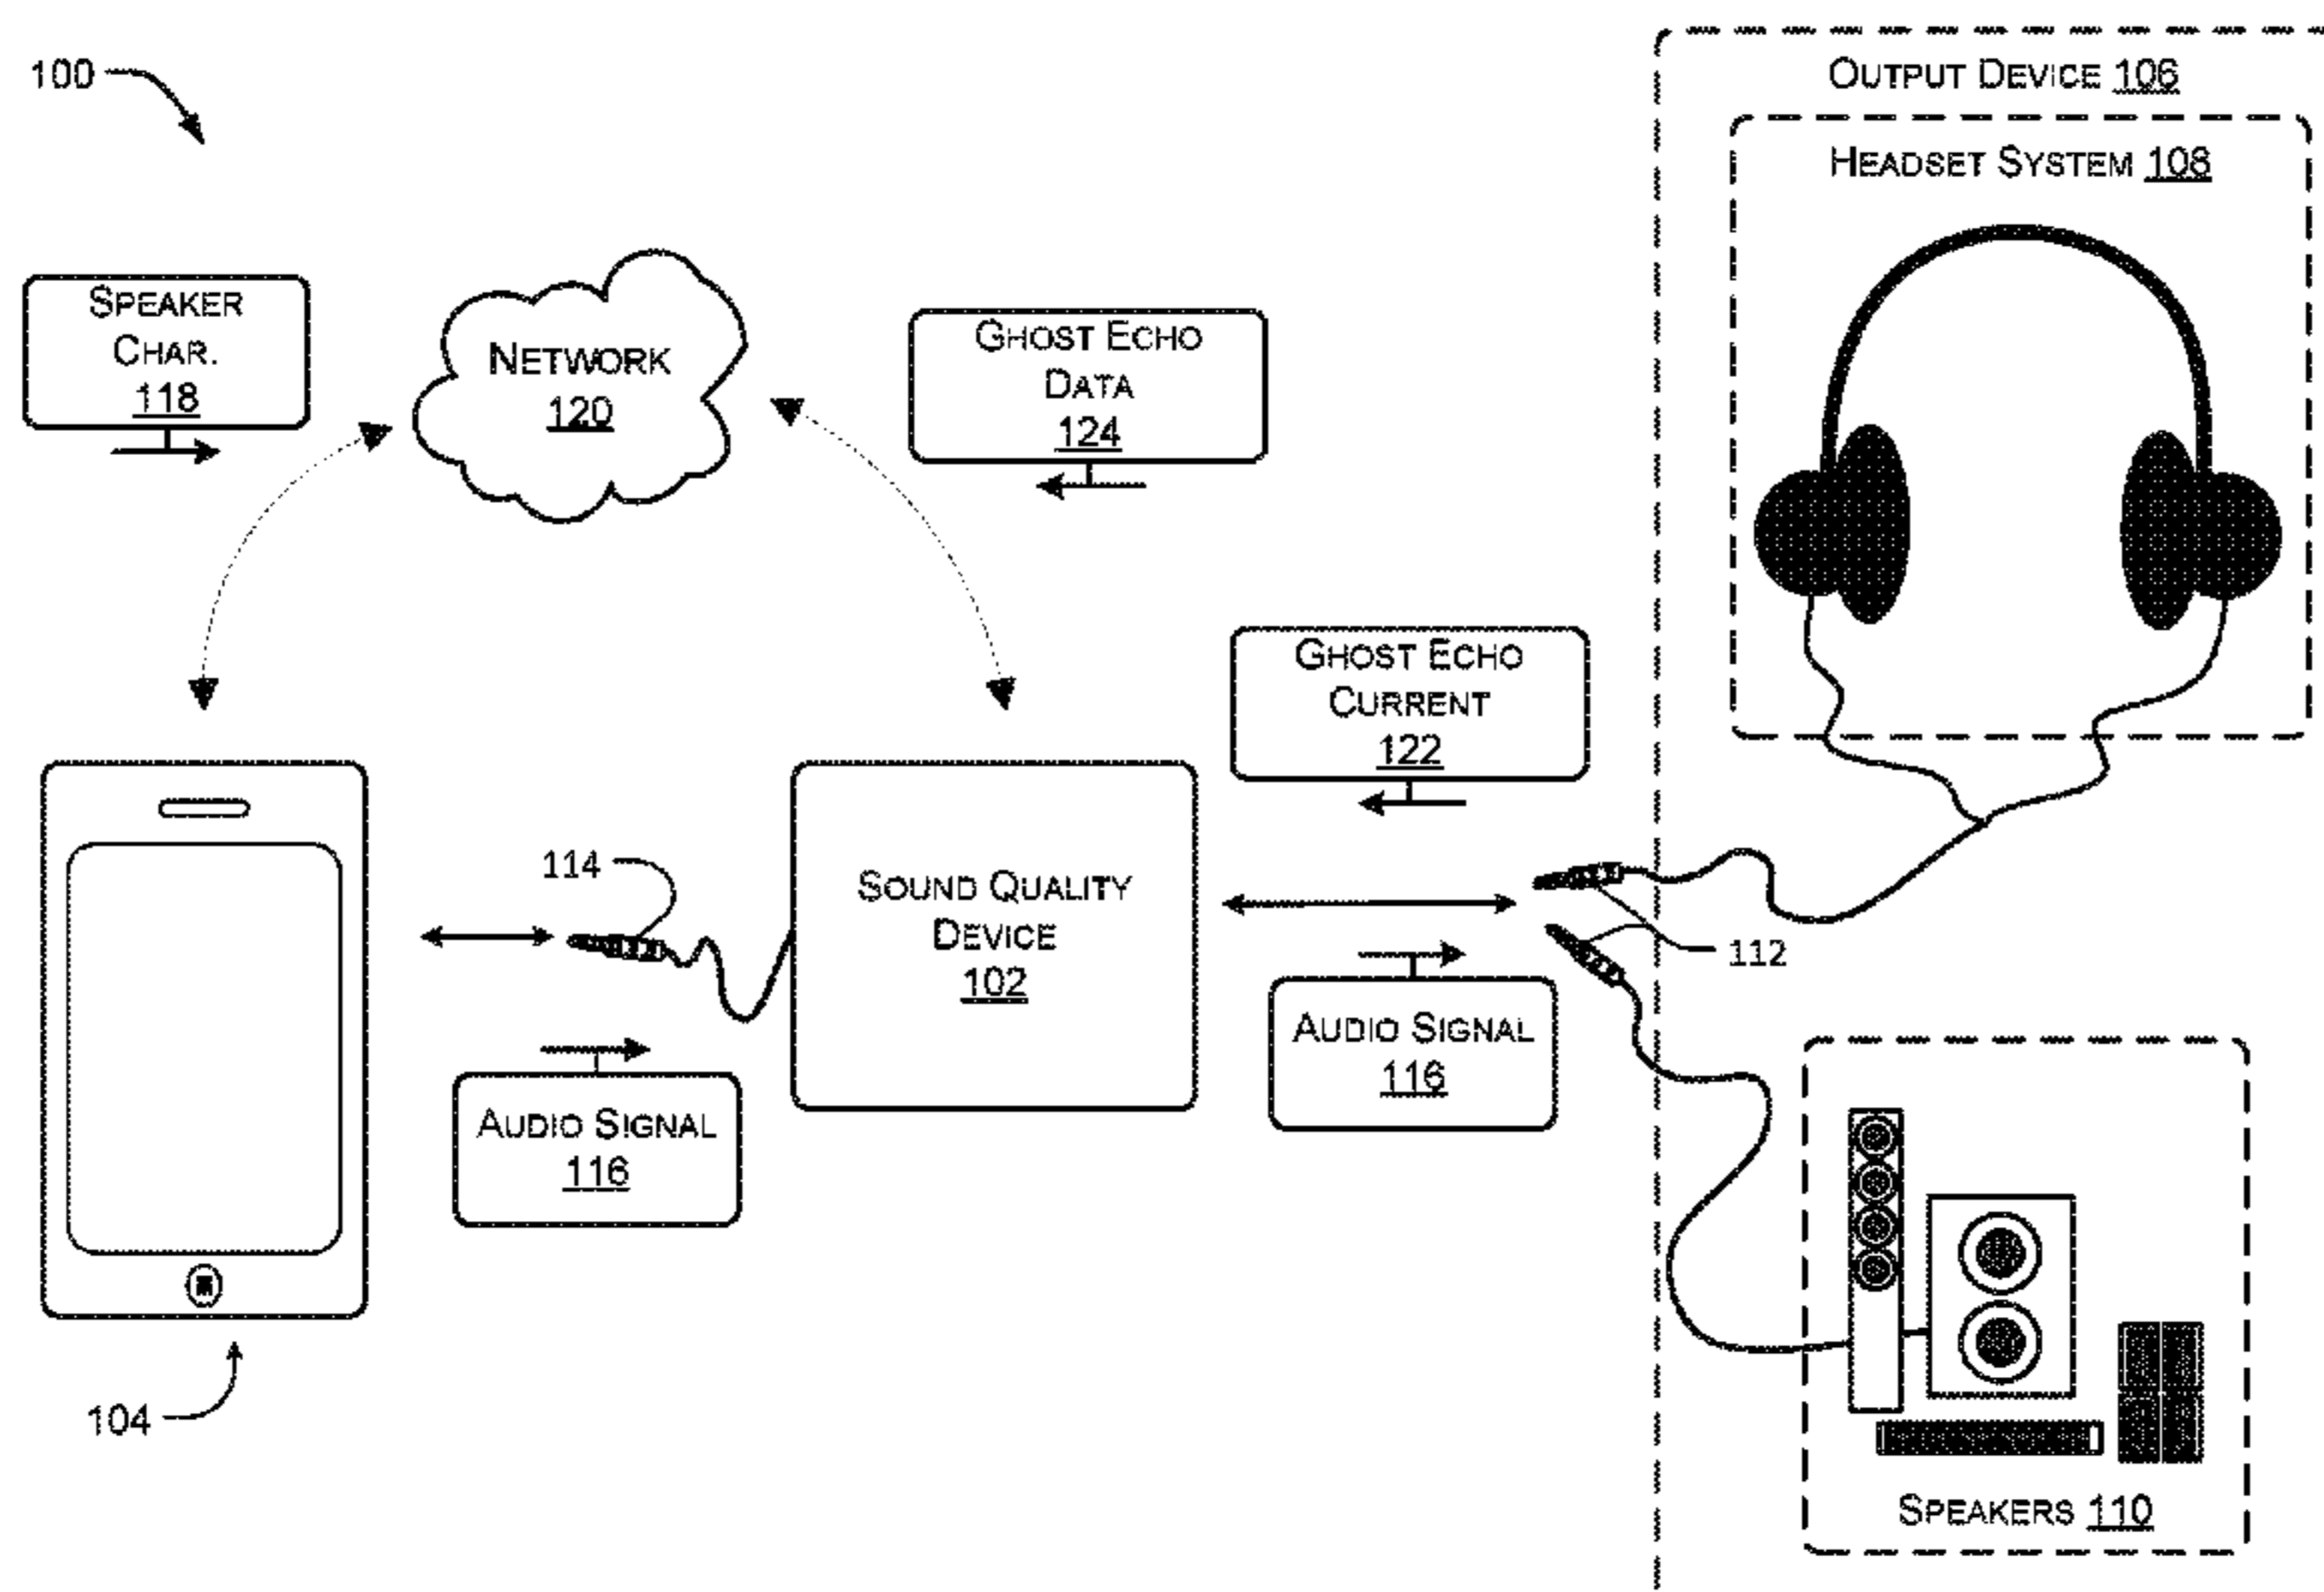 100
OUTPUT DEVICE 106
HEADSET SYSTEM 108
SPEAKER
CHAR.
118
NETWORK
120
GHOST ECHO
DATA
124
GHOST ECHO
CURRENT
122
114
SOUND QUALITY
DEVICE
102
112
AUDIO SIGNAL
116
AUDIO SIGNAL
116
104
SPEAKERS 110